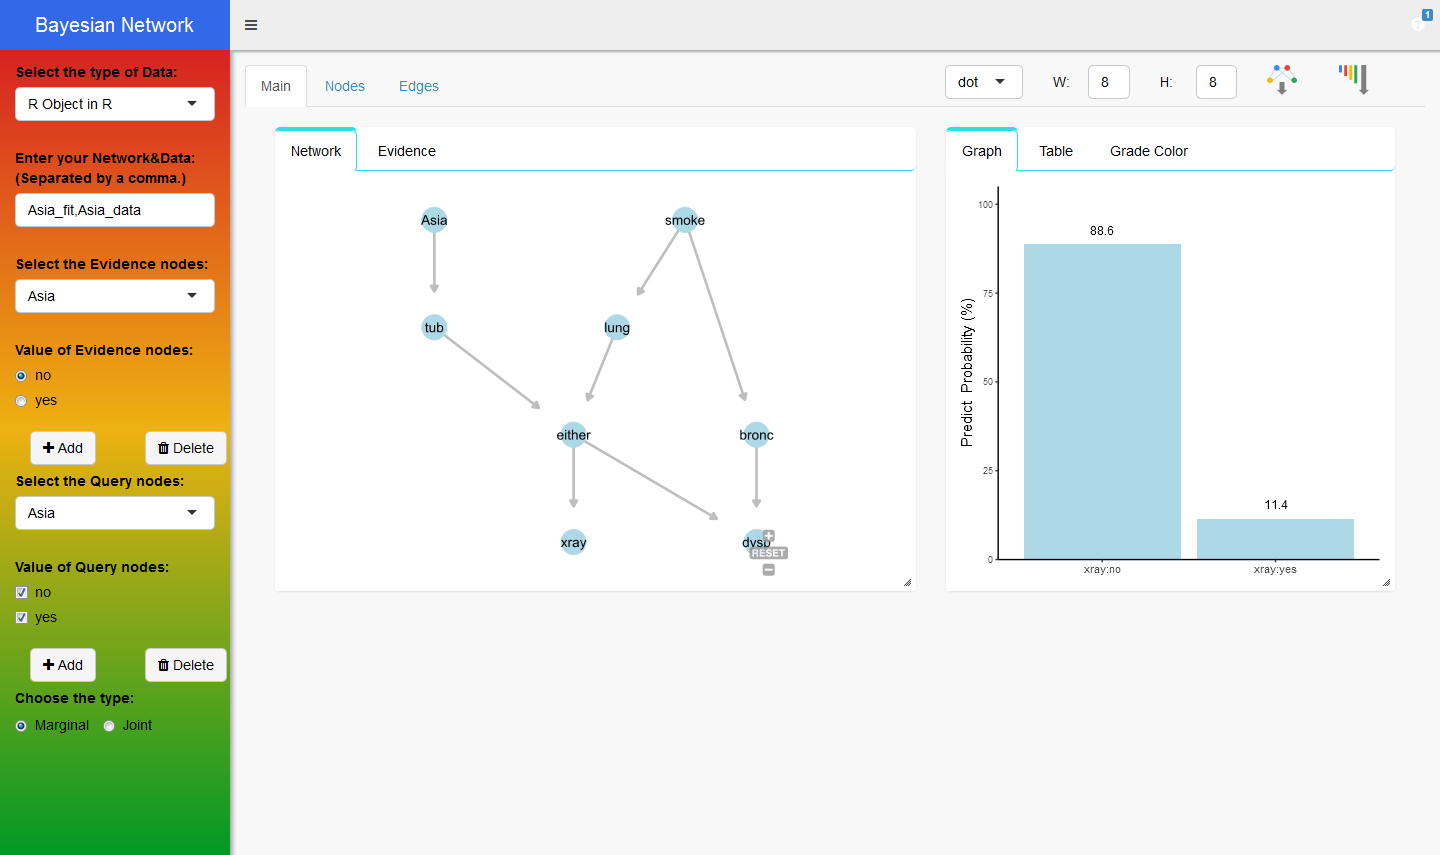 Bayesian Network
1
Select the type of Data:
R Object in R
Enter your Network&Data:
(Separated by a comma.)
Asia_fit,Asia_data
Select the Evidence nodes:
Asia
Value of Evidence nodes:
no
yes
Add Delete
Select the Query nodes:
Asia
Value of Query nodes:
no
yes
Add Delete
Choose the type:
Marginal Joint
Main Nodes Edges
dot W: 8 H: 8
Network Evidence
Asia smoke
tub lung
either bronc
xray dysp
RESET
Graph Table Grade Color
Predict Probability (%)
100
75
50
25
0
88.6
11.4
xray:no xray:yes